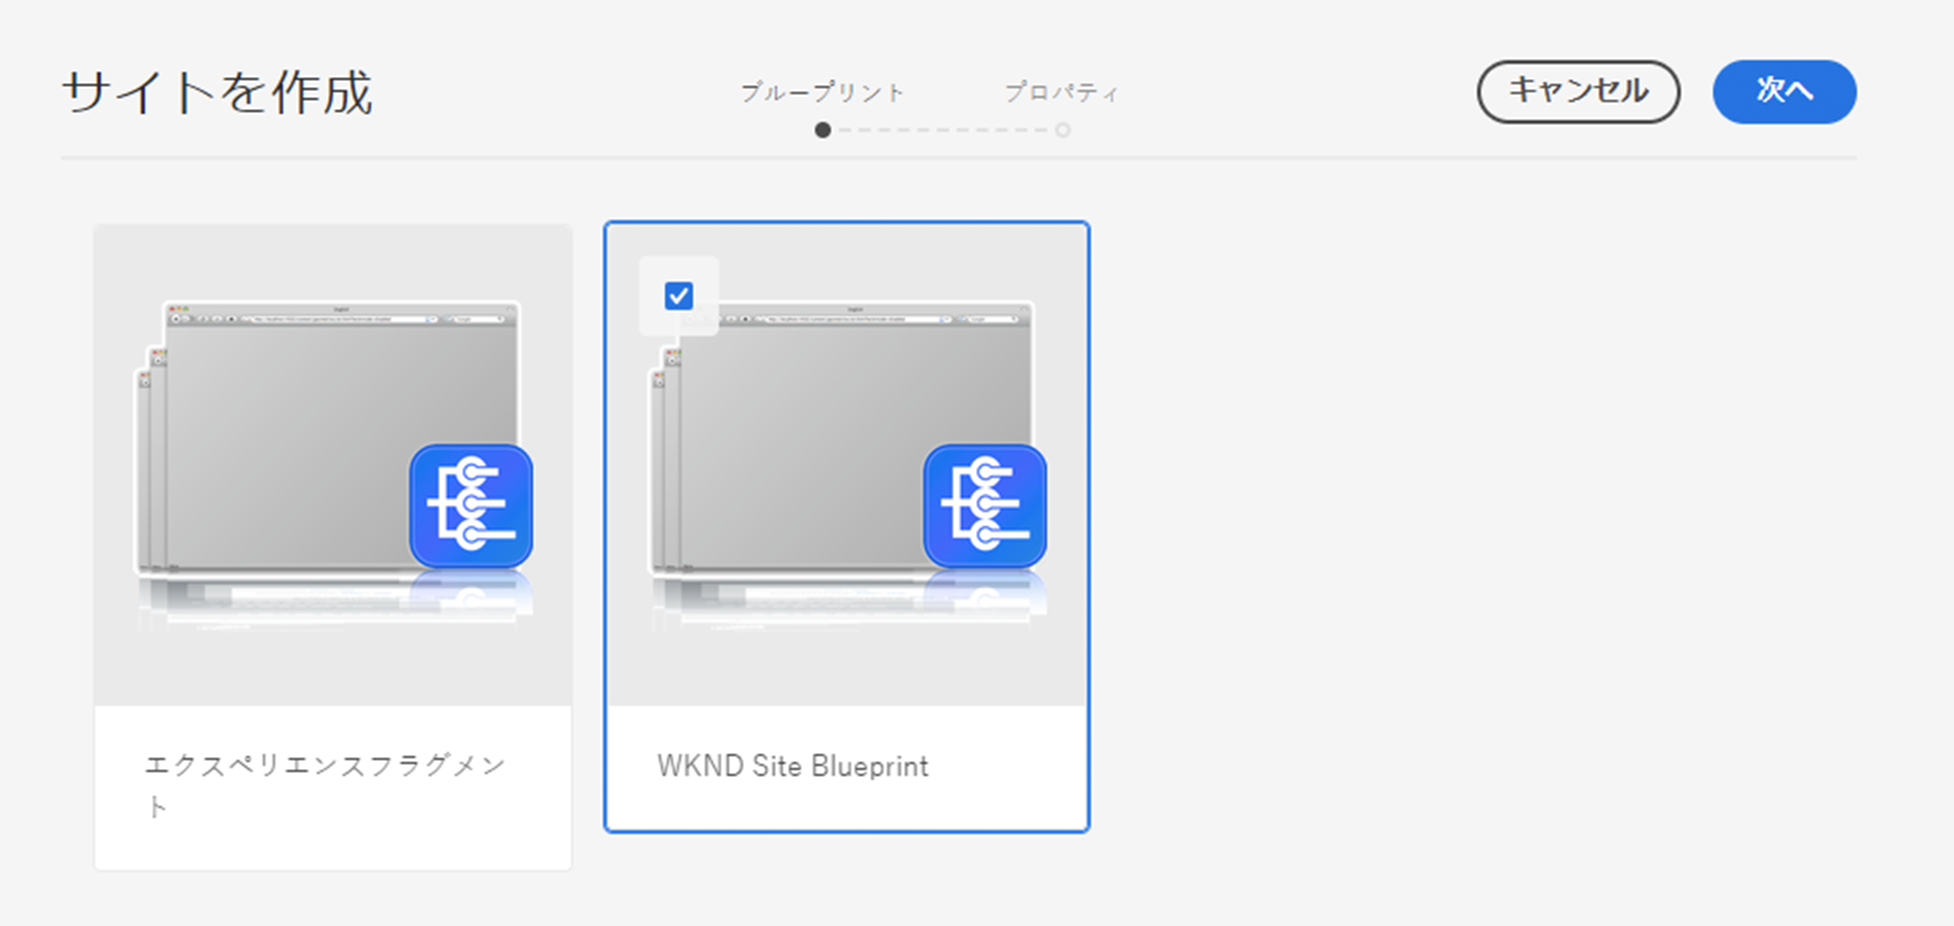 サイトを作成
ブループリント
プロパティ
キャンセル
次へ
エクスペリエンスフラグメン
ト
WKND Site Blueprint